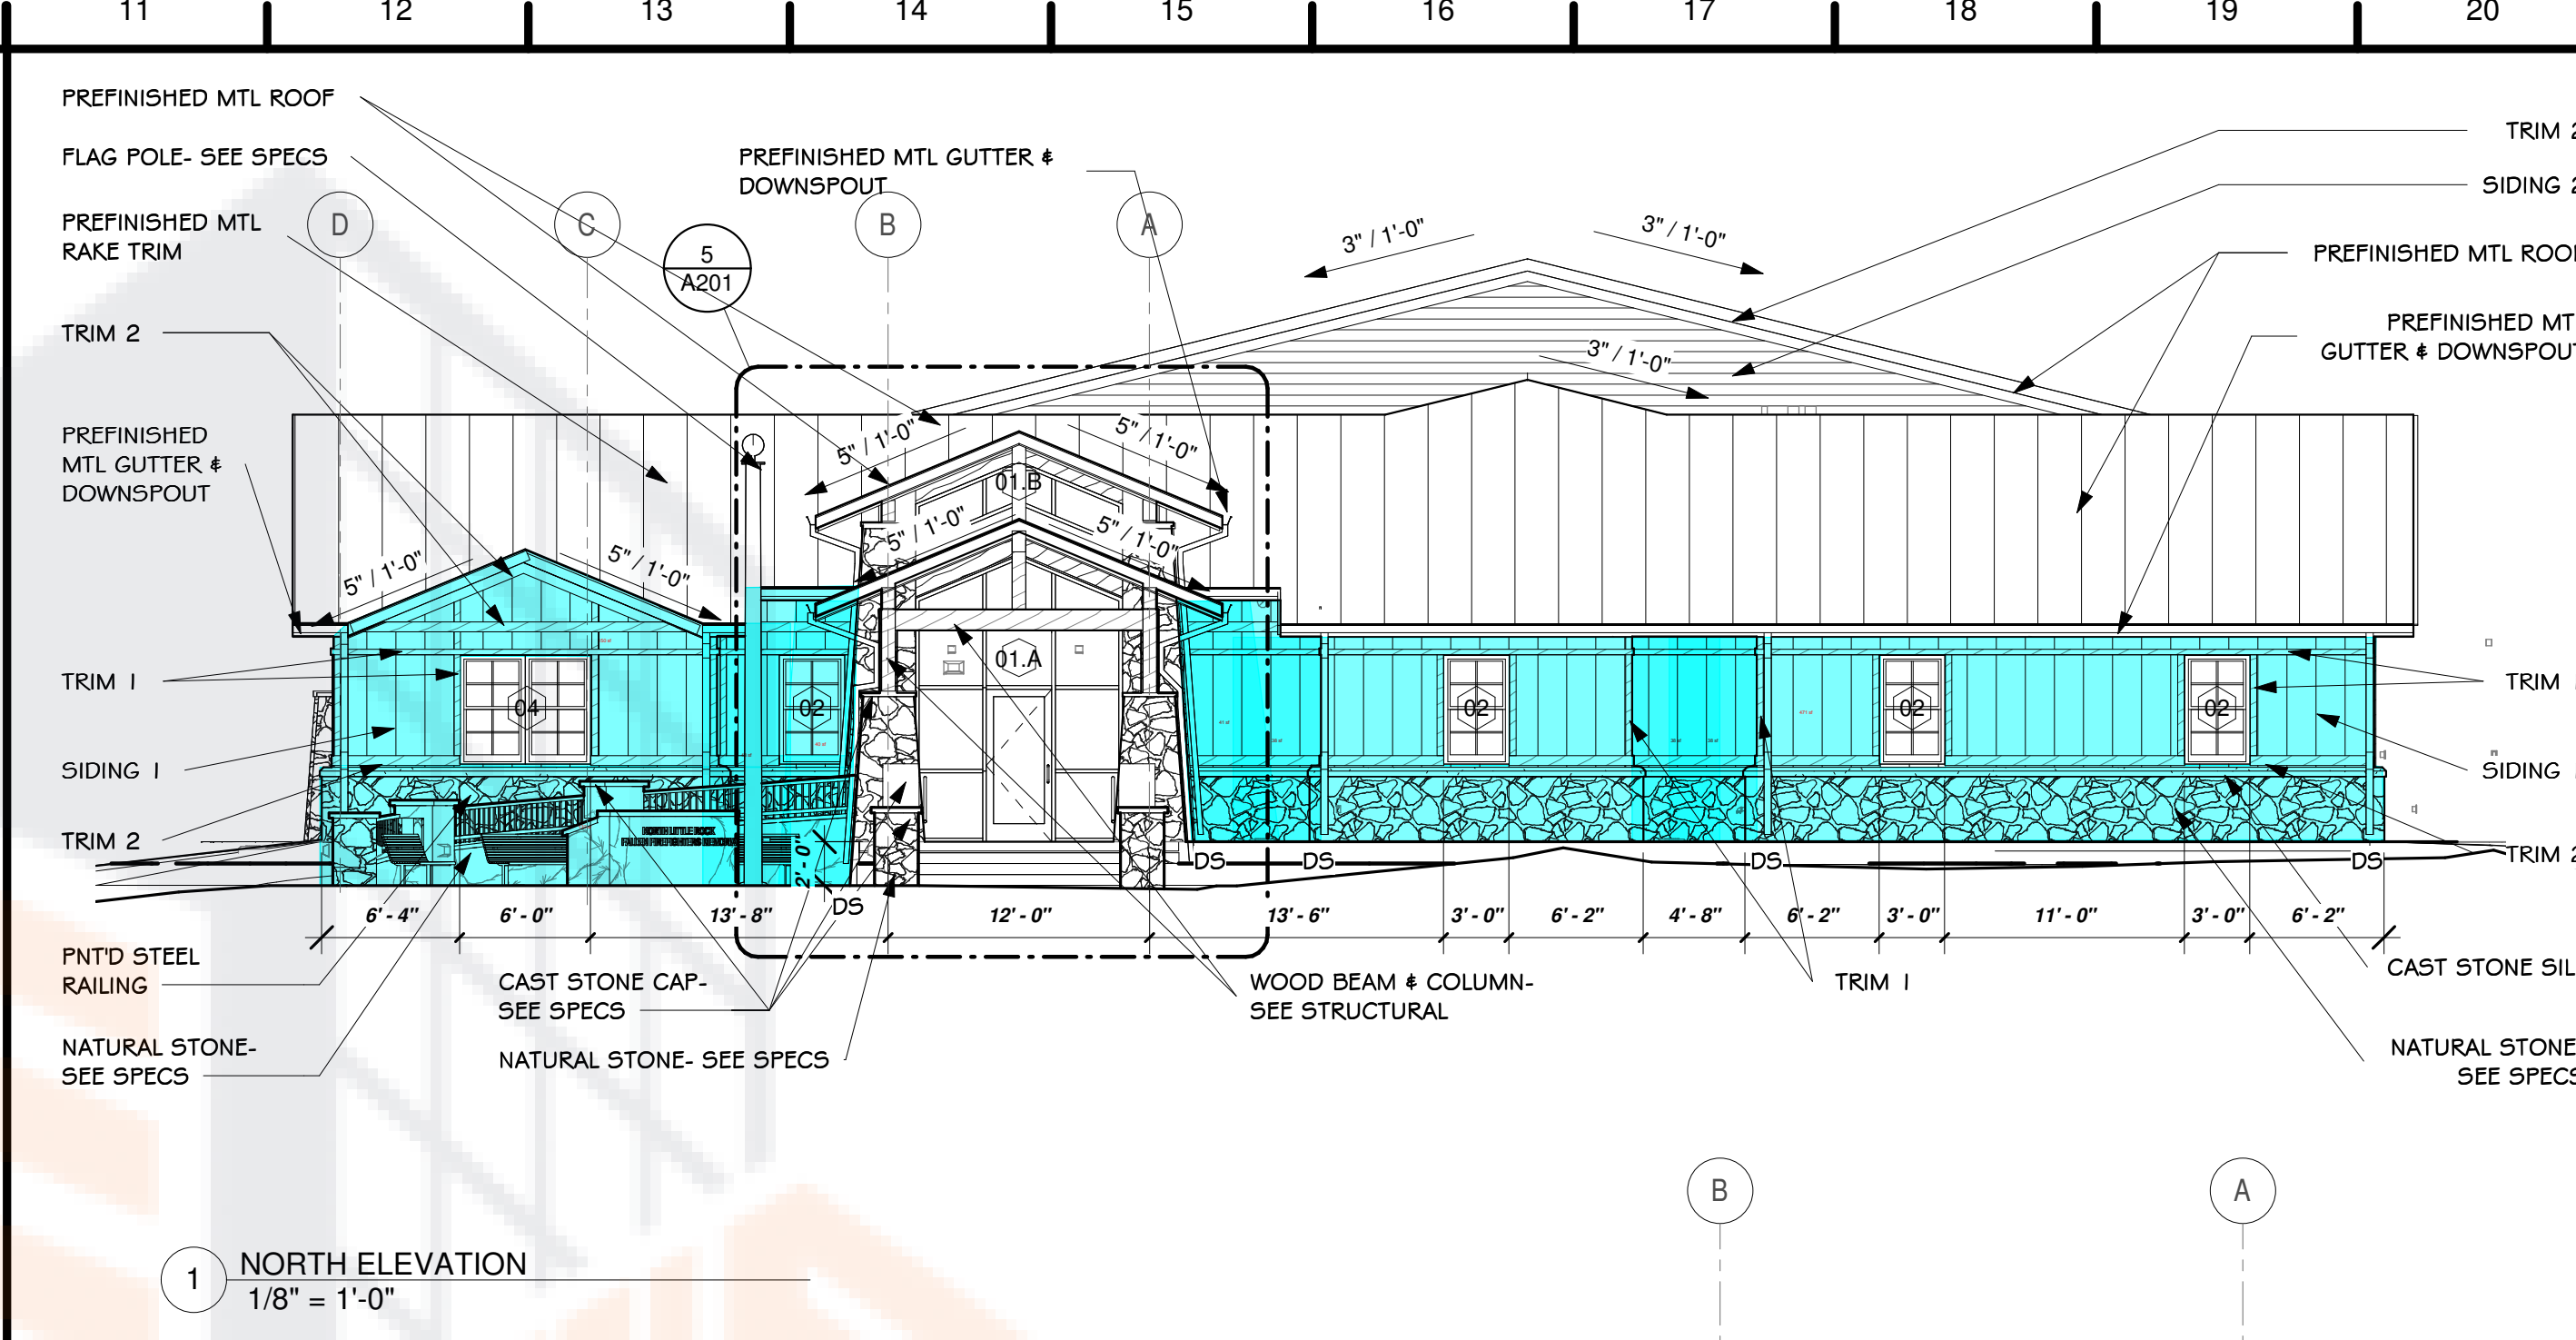 11 12 13 14 15 16 17 18 19 20
PREFINISHED MTL ROOF
FLAG POLE- SEE SPECS
PREFINISHED MTL
RAKE TRIM
TRIM 2
PREFINISHED
MTL GUTTER &
DOWNSPOUT
TRIM 1
SIDING 1
TRIM 2
PNT'D STEEL
RAILING
NATURAL STONE-
SEE SPECS
PREFINISHED MTL GUTTER &
DOWNSPOUT
D C B A
5
A201
3" / 1'-0" 3" / 1'-0"
3" / 1'-0"
5" / 1'-0" 5" / 1'-0"
01.B
5" / 1'-0" 5" / 1'-0"
5" / 1'-0" 5" / 1'-0"
01.A
04 02 02 02 02
NORTH LITTLE ROCK
2' - 0"
DS DS DS DS DS
6' - 4" 6' - 0" 13' - 8" 12' - 0" 13' - 6" 3' - 0" 6' - 2" 4' - 8" 6' - 2" 3' - 0" 11' - 0" 3' - 0" 6' - 2"
CAST STONE CAP-
SEE SPECS
NATURAL STONE- SEE SPECS
WOOD BEAM & COLUMN-
SEE STRUCTURAL
TRIM 1
TRIM 2
SIDING 2
PREFINISHED MTL ROOF
PREFINISHED MT
GUTTER & DOWNSPOUT
TRIM
SIDING
TRIM 2
CAST STONE SIL
NATURAL STONE
SEE SPECS
B A
1 NORTH ELEVATION
1/8" = 1'-0"